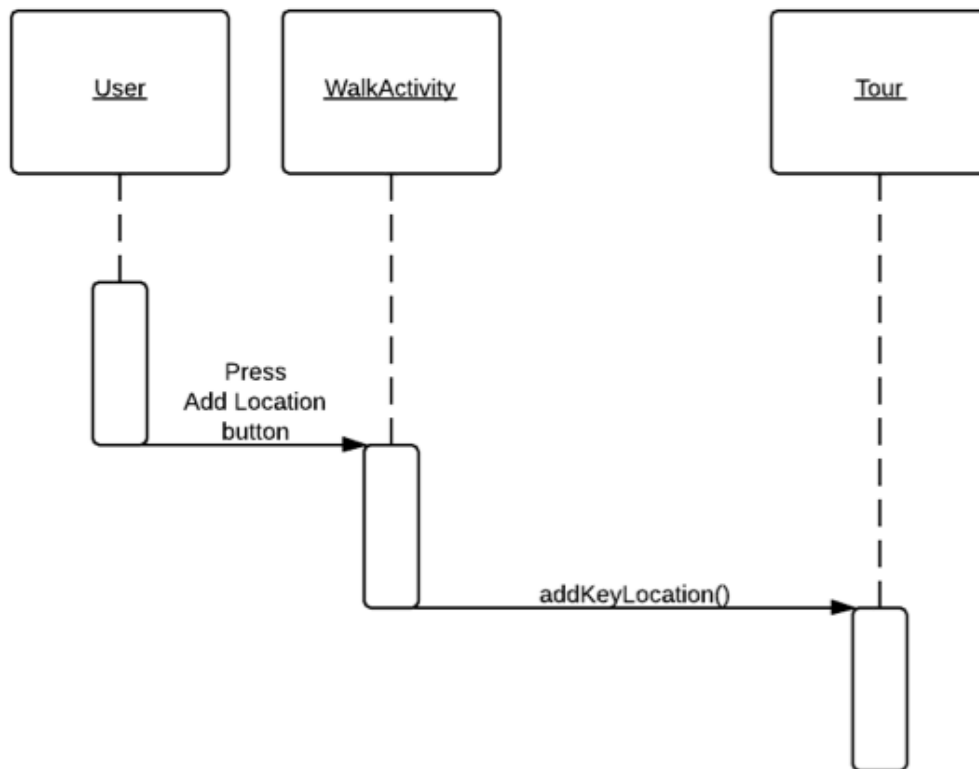 User
WalkActivity
Tour
Press
Add Location
button
addKeyLocation()